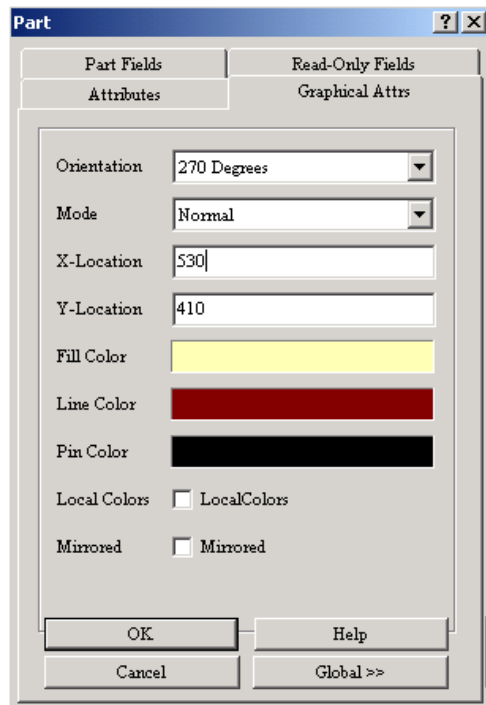 Part ? ×
Part Fields Read-Only Fields
Attributes Graphical Attrs
Orientation 270 Degrees
Mode Normal
X-Location 530
Y-Location 410
Fill Color
Line Color
Pin Color
Local Colors LocalColors
Mirrored Mirrored
OK Help
Cancel Global >>